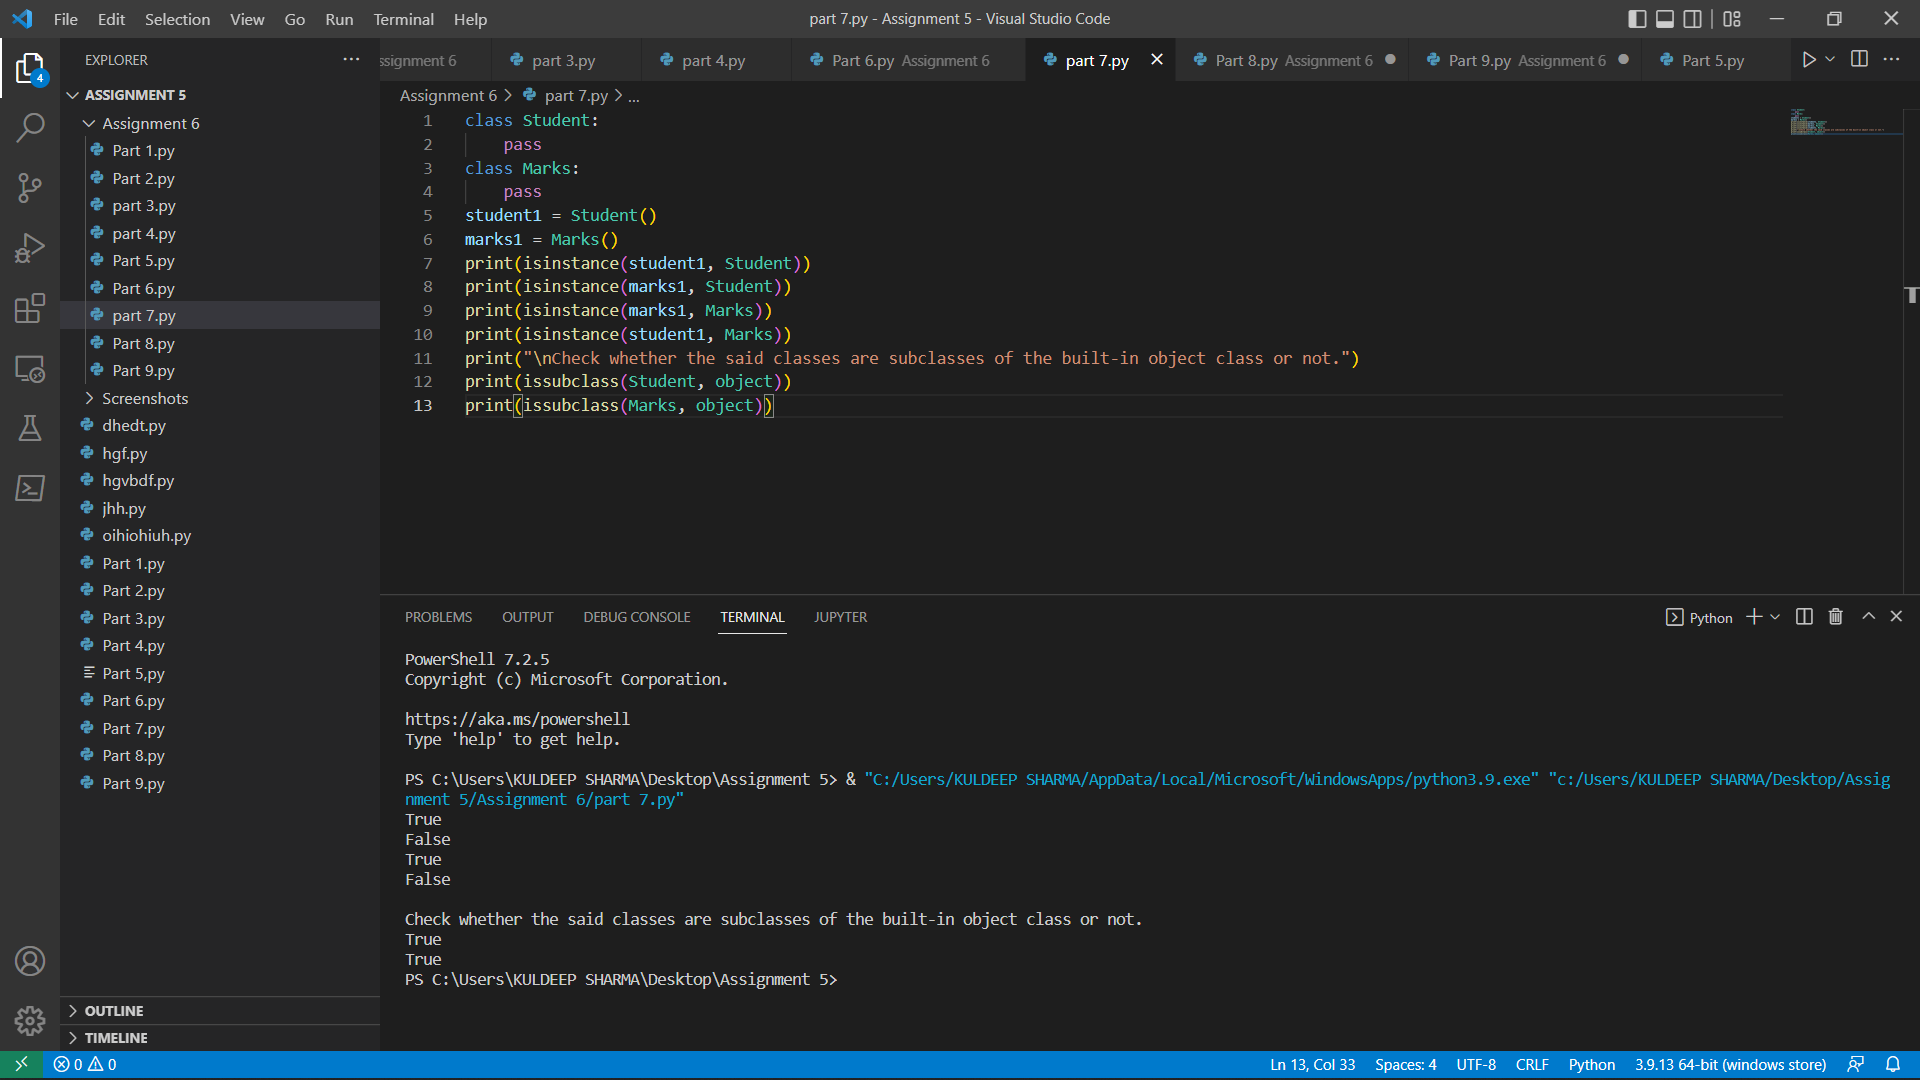 File Edit Selection View Go Run Terminal Help
part 7.py - Assignment 5 - Visual Studio Code
EXPLORER
4
ASSIGNMENT 5
Assignment 6
Part 1.py
Part 2.py
part 3.py
part 4.py
Part 5.py
Part 6.py
part 7.py
Part 8.py
Part 9.py
Screenshots
dhedt.py
hgf.py
hgvbdf.py
jhh.py
oihiohiuh.py
Part 1.py
Part 2.py
Part 3.py
Part 4.py
Part 5,py
Part 6.py
Part 7.py
Part 8.py
Part 9.py
OUTLINE
TIMELINE
ssignment 6 part 3.py part 4.py Part 6.py Assignment 6 part 7.py Part 8.py Assignment 6 Part 9.py Assignment 6 Part 5.py
Assignment 6 > part 7.py > ...
1 class Student:
2 pass
3 class Marks:
4 pass
5 student1 = Student()
6 marks1 = Marks()
7 print(isinstance(student1, Student))
8 print(isinstance(marks1, Student))
9 print(isinstance(marks1, Marks))
10 print(isinstance(student1, Marks))
11 print("\nCheck whether the said classes are subclasses of the built-in object class or not.")
12 print(issubclass(Student, object))
13 print(issubclass(Marks, object))
PROBLEMS OUTPUT DEBUG CONSOLE TERMINAL JUPYTER
Python
PowerShell 7.2.5
Copyright (c) Microsoft Corporation.
https://aka.ms/powershell
Type 'help' to get help.
PS C:\Users\KULDEEP SHARMA\Desktop\Assignment 5> & "C:/Users/KULDEEP SHARMA/AppData/Local/Microsoft/WindowsApps/python3.9.exe" "c:/Users/KULDEEP SHARMA/Desktop/Assig
nment 5/Assignment 6/part 7.py"
True
False
True
False
Check whether the said classes are subclasses of the built-in object class or not.
True
True
PS C:\Users\KULDEEP SHARMA\Desktop\Assignment 5>
0 0
Ln 13, Col 33 Spaces: 4 UTF-8 CRLF Python 3.9.13 64-bit (windows store)